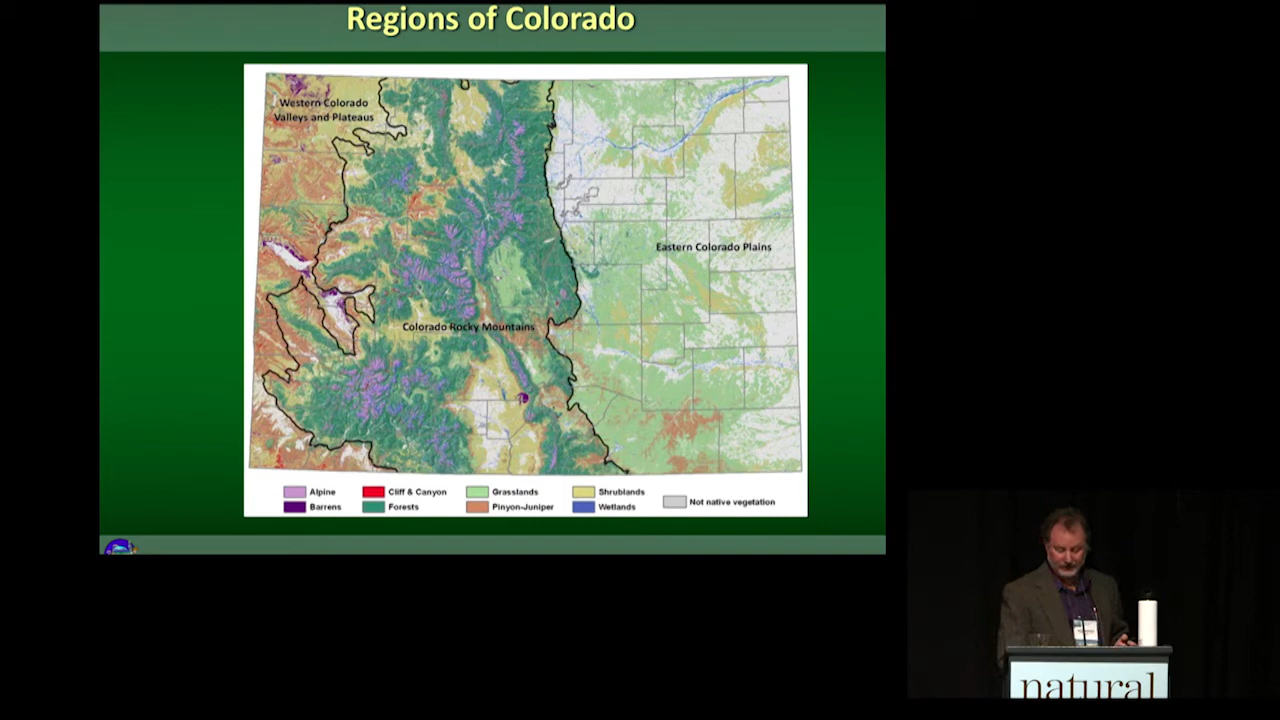 Regions of Colorado
Western Colorado
Valleys and Plateaus
Eastern Colorado Plains
Colorado Rocky Mountains
Alpine
Cliff & Canyon
Grasslands
Shrublands
Not native vegetation
Barrens
Forests
Pinyon-Juniper
Wetlands
natural